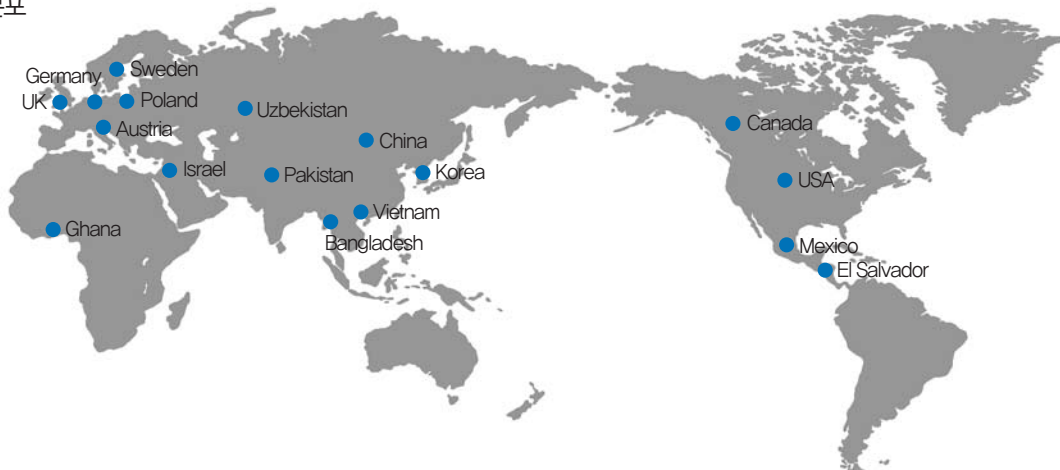 Sweden
Germany
UK
Poland
Austria
Uzbekistan
China
Israel
Pakistan
Korea
Ghana
Vietnam
Bangladesh
Canada
USA
Mexico
El Salvador